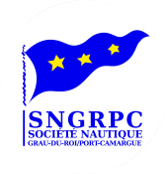 SNGRPC
SOCIÉTÉ NAUTIQUE
GRAU-DU-ROI/PORT-CAMARGUE